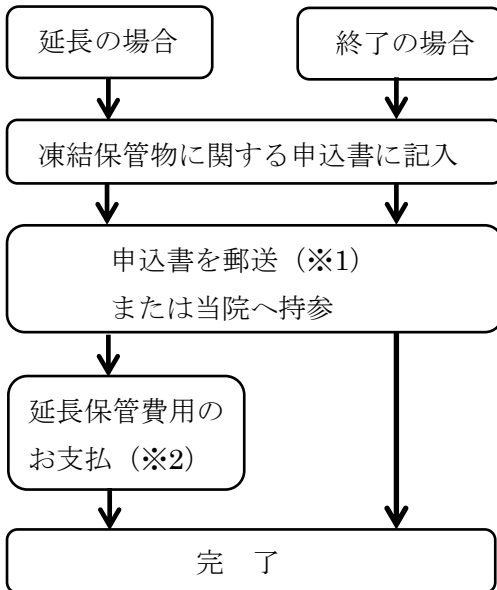 延長の場合
終了の場合
凍結保管物に関する申込書に記入
申込書を郵送（※1）
または当院へ持参
延長保管費用の
お支払（※2）
完　了